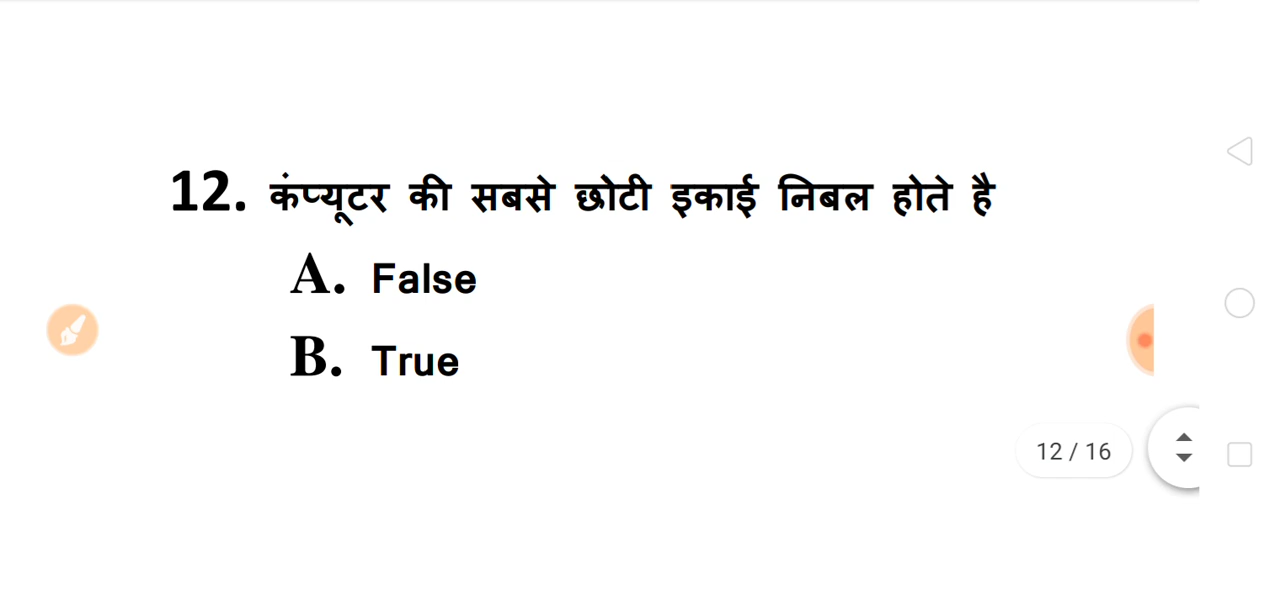 12. कंप्यूटर की सबसे छोटी इकाई निबल होते है
A. False
B. True
12 / 16